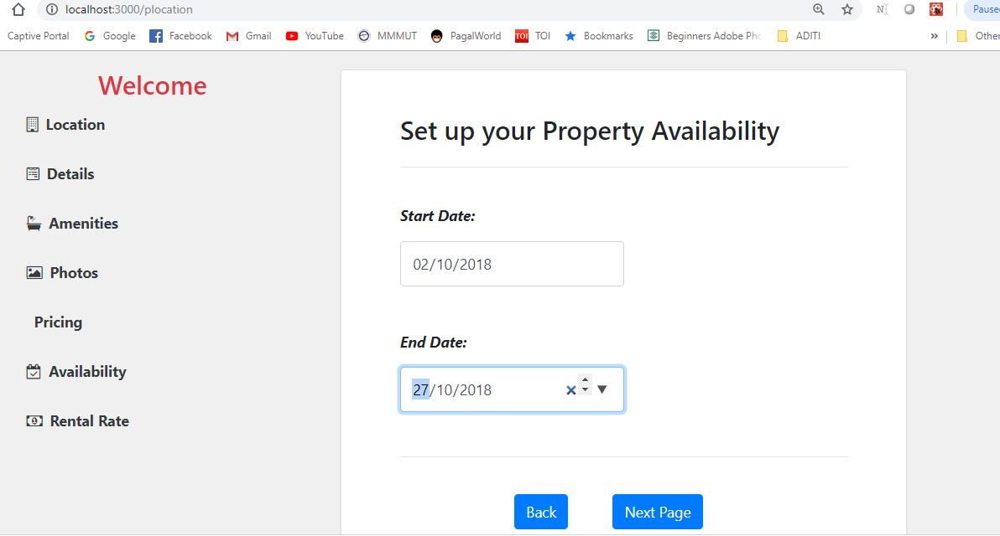 localhost:3000/plocation
Paused
Captive Portal Google Facebook Gmail YouTube MMMUT PagalWorld TOI TOI Bookmarks Beginners Adobe Pho ADITI » Other
Welcome
Location
Details
Amenities
Photos
Pricing
Availability
Rental Rate
Set up your Property Availability
Start Date:
02/10/2018
End Date:
27/10/2018
Back Next Page